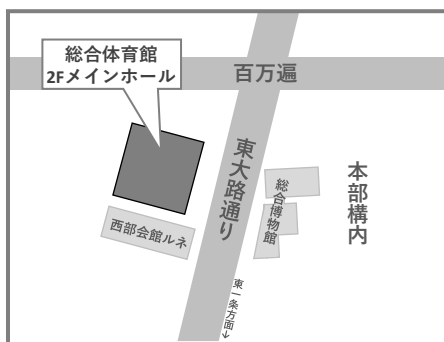 総合体育館
2Fメインホール
百万遍
東大路通り
総合博物館
本部構内
西部会館ルネ
東一条方面↓